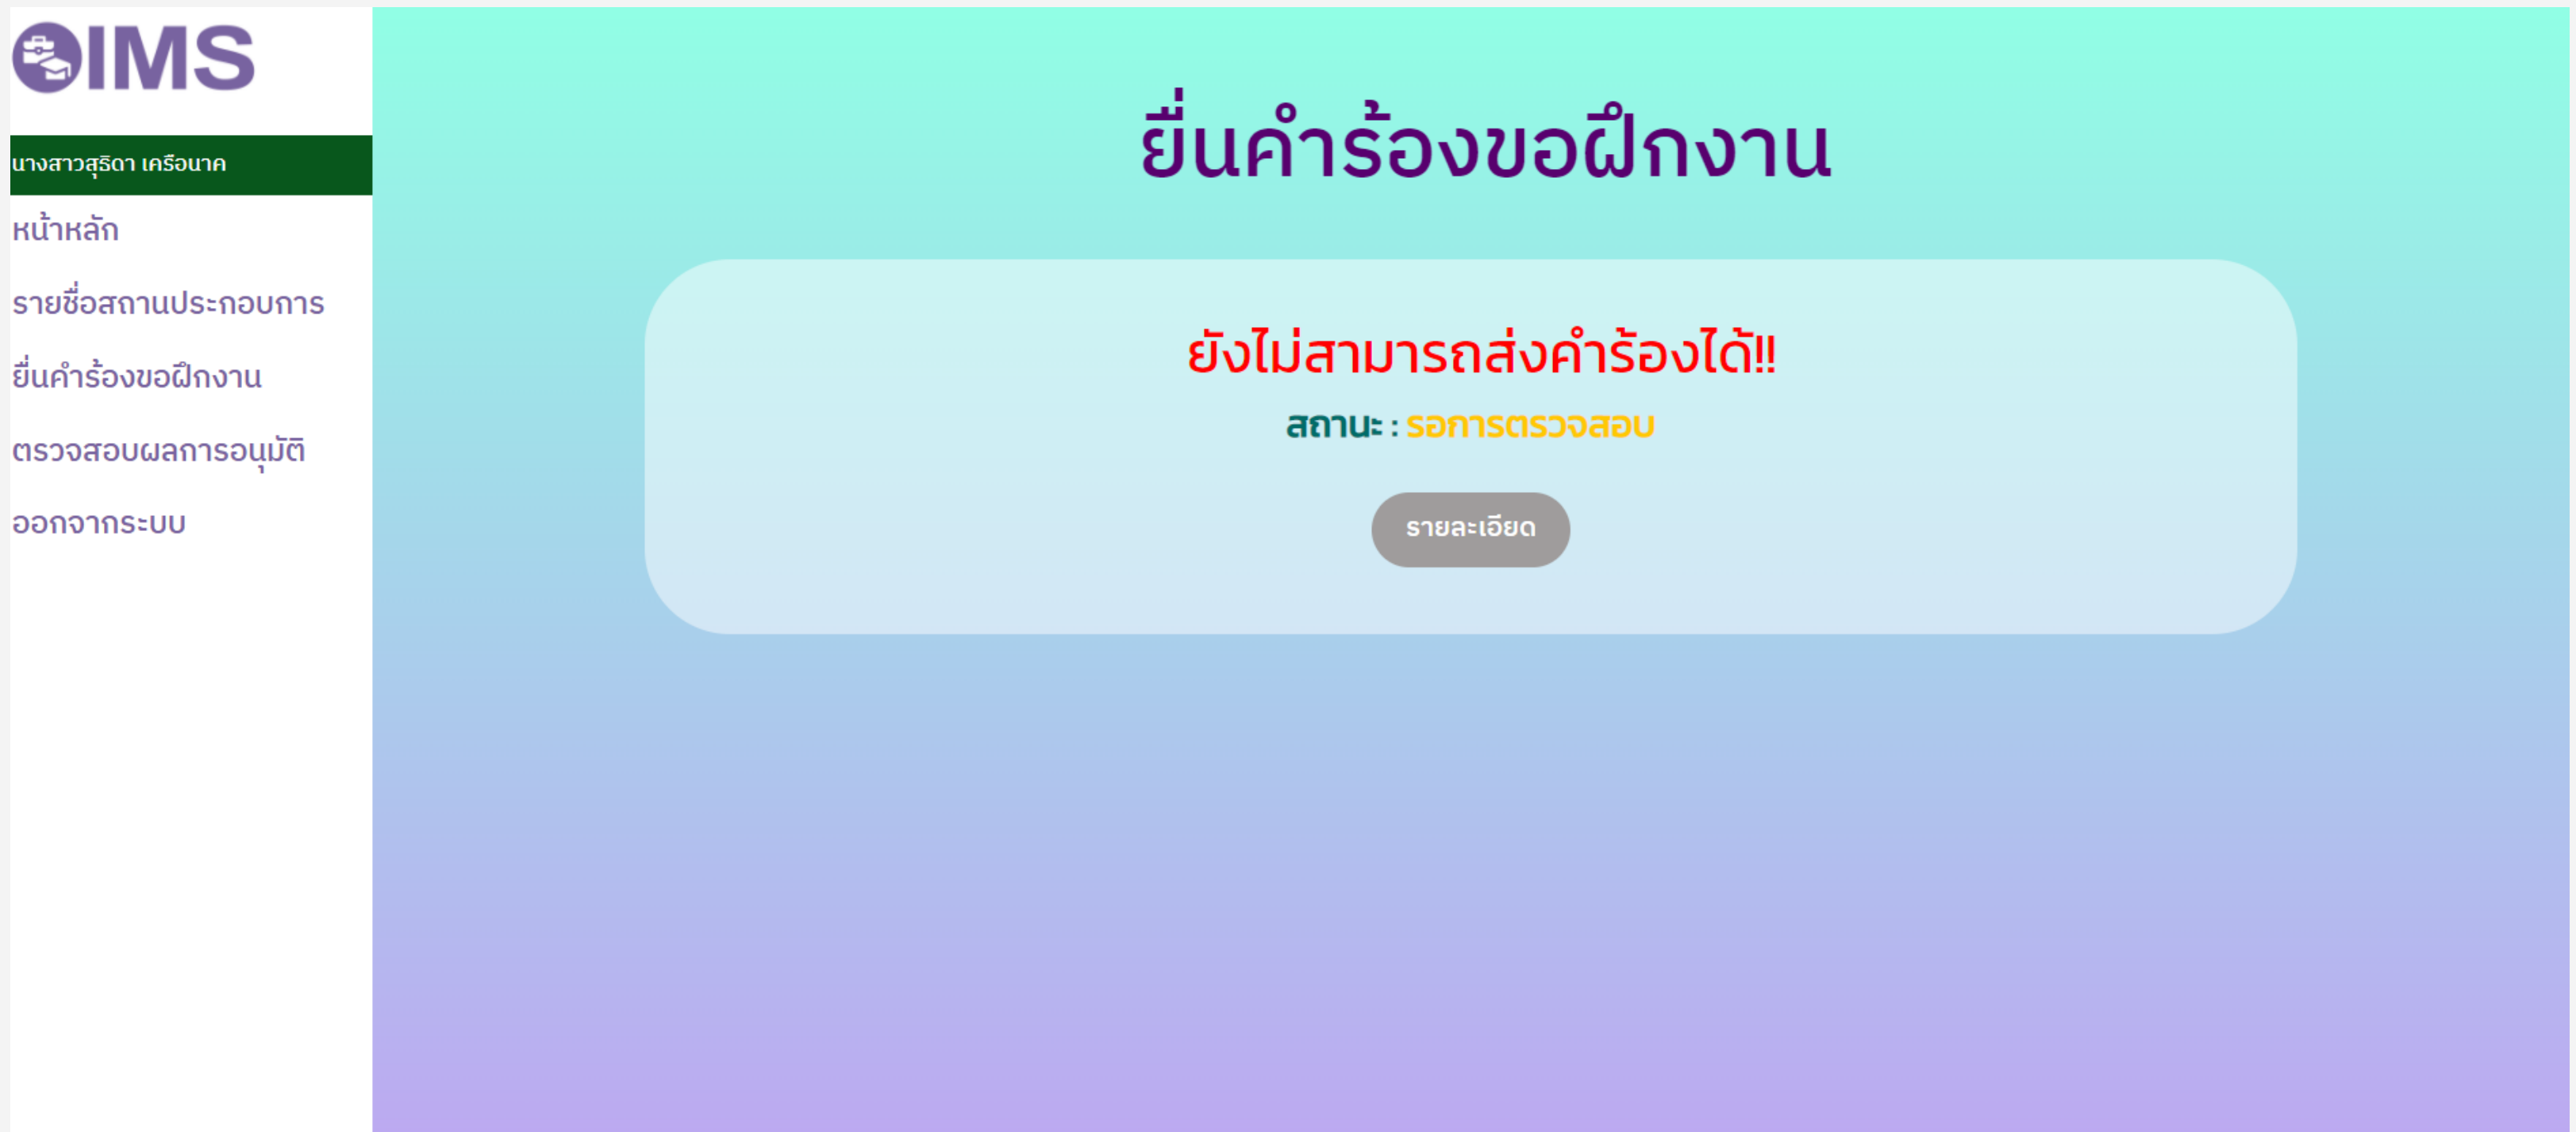 IMS
นางสาวสุธิดา เครือนาค
หน้าหลัก
รายชื่อสถานประกอบการ
ยื่นคำร้องขอฝึกงาน
ตรวจสอบผลการอนุมัติ
ออกจากระบบ
ยื่นคำร้องขอฝึกงาน
ยังไม่สามารถส่งคำร้องได้!!
สถานะ : รอการตรวจสอบ
รายละเอียด